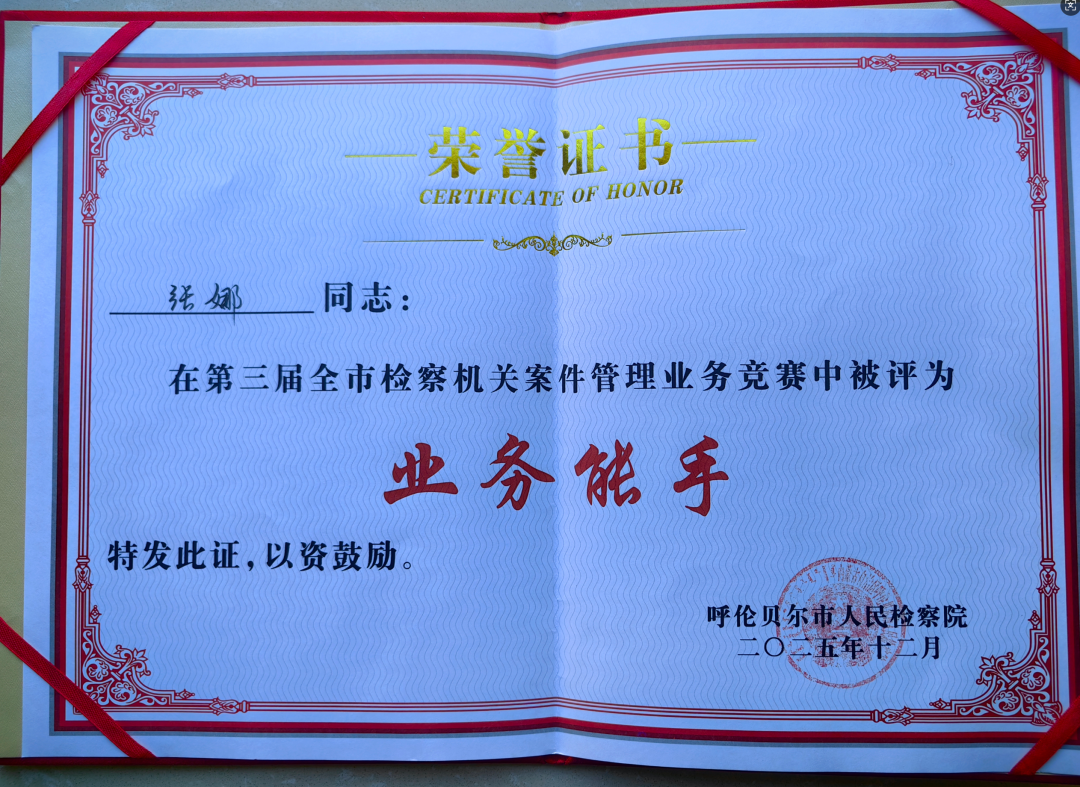 荣誉证书
CERTIFICATE OF HONOR
张娜 同志：
在第三届全市检察机关案件管理业务竞赛中被评为
业务能手
特发此证，以资鼓励。
呼伦贝尔市人民检察院
二〇二五年十二月